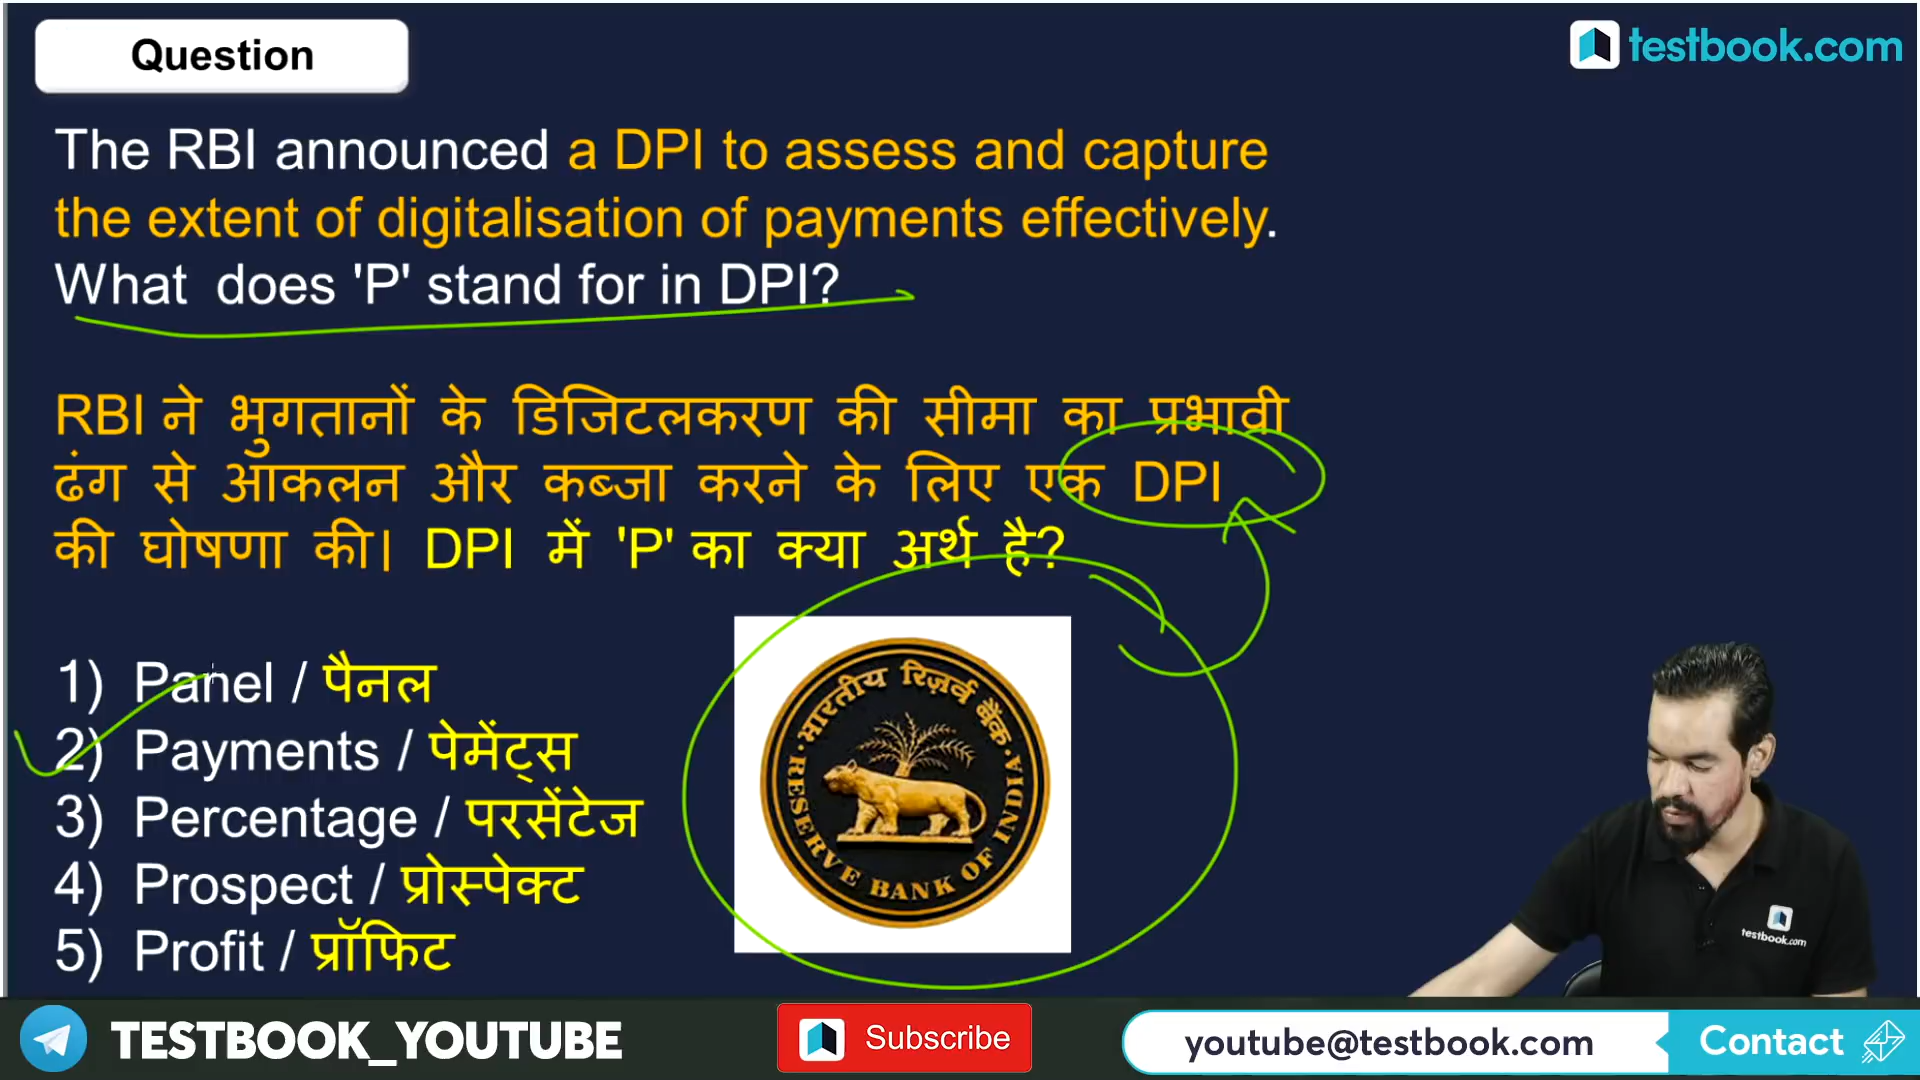 Question
testbook.com
The RBI announced a DPI to assess and capture
the extent of digitalisation of payments effectively.
What does 'P' stand for in DPI?
RBI ने भुगतानों के डिजिटलकरण की सीमा का प्रभावी
ढंग से आकलन और कब्जा करने के लिए एक DPI
की घोषणा की। DPI में 'P' का क्या अर्थ है?
1) Panel / पैनल
2) Payments / पेमेंट्स
3) Percentage / परसेंटेज
4) Prospect / प्रोस्पेक्ट
5) Profit / प्रॉफिट
भारतीय रिज़र्व बैंक
RESERVE BANK OF INDIA
testbook.com
TESTBOOK_YOUTUBE
Subscribe
youtube@testbook.com
Contact